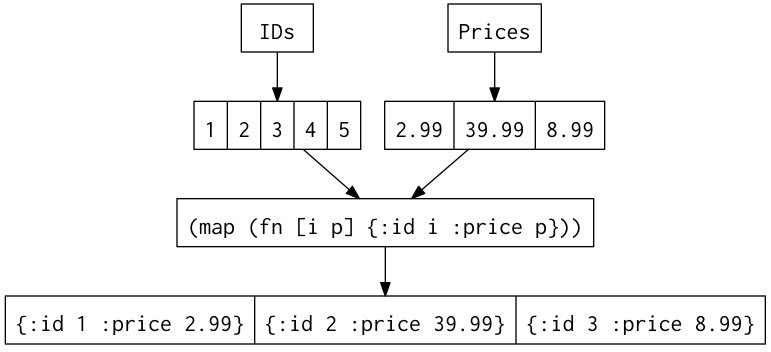 IDs Prices
1 2 3 4 5 2.99 39.99 8.99
(map (fn [i p] {:id i :price p}))
{:id 1 :price 2.99} {:id 2 :price 39.99} {:id 3 :price 8.99}